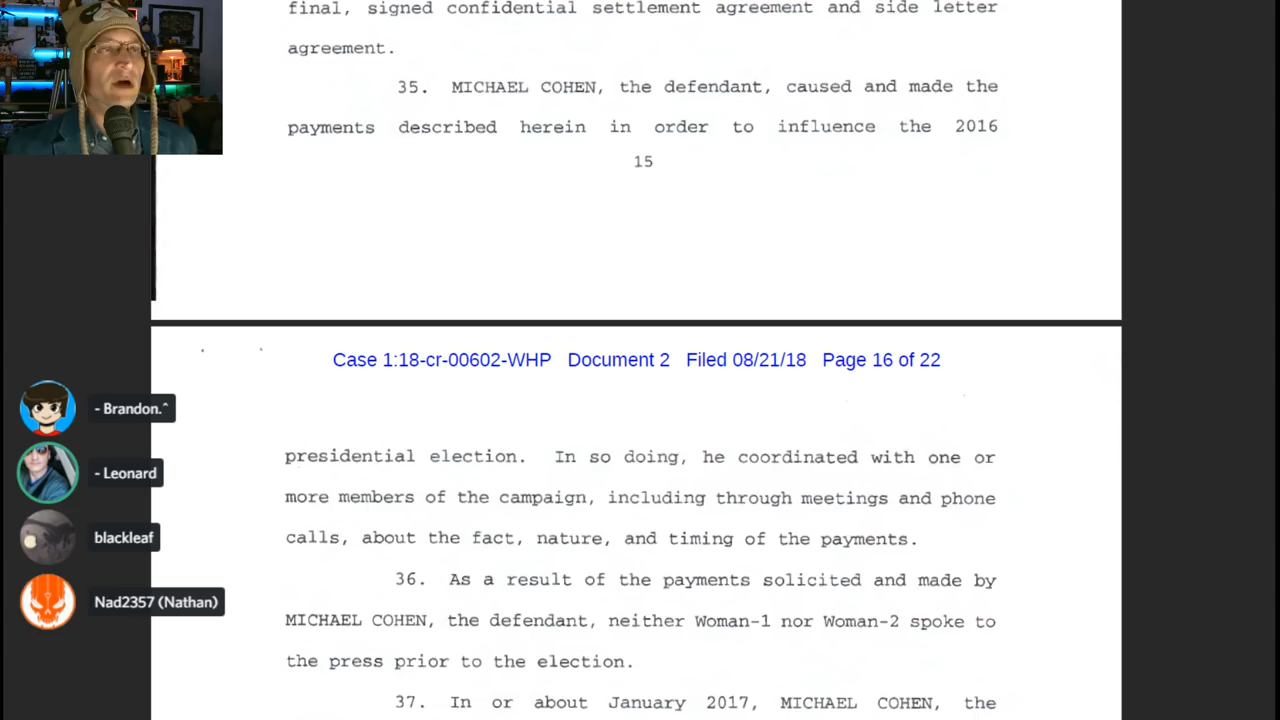 final, signed confidential settlement agreement and side letter
agreement.
35. MICHAEL COHEN, the defendant, caused and made the
payments described herein in order to influence the 2016
15
Case 1:18-cr-00602-WHP Document 2 Filed 08/21/18 Page 16 of 22
- Brandon.^
presidential election. In so doing, he coordinated with one or
- Leonard
more members of the campaign, including through meetings and phone
blackleaf
calls, about the fact, nature, and timing of the payments.
36. As a result of the payments solicited and made by
Nad2357 (Nathan)
MICHAEL COHEN, the defendant, neither Woman-1 nor Woman-2 spoke to
the press prior to the election.
37. In or about January 2017, MICHAEL COHEN, the